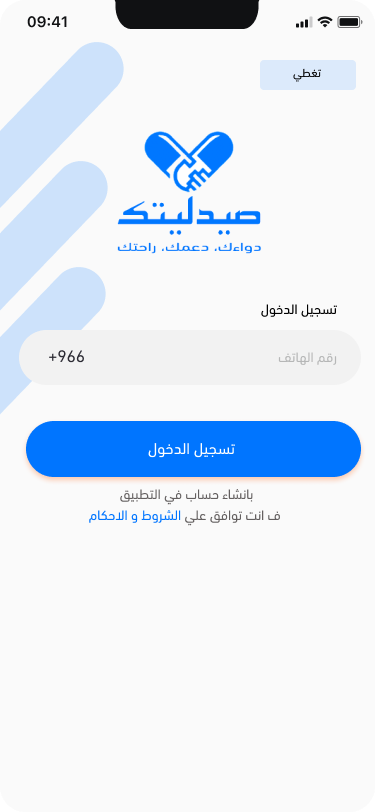 09:41
تغطي
صيدليتك
دواءك، دعمك، راحتك
تسجيل الدخول
رقم الهاتف +966
تسجيل الدخول
بانشاء حساب في التطبيق
ف انت توافق علي الشروط و الاحكام